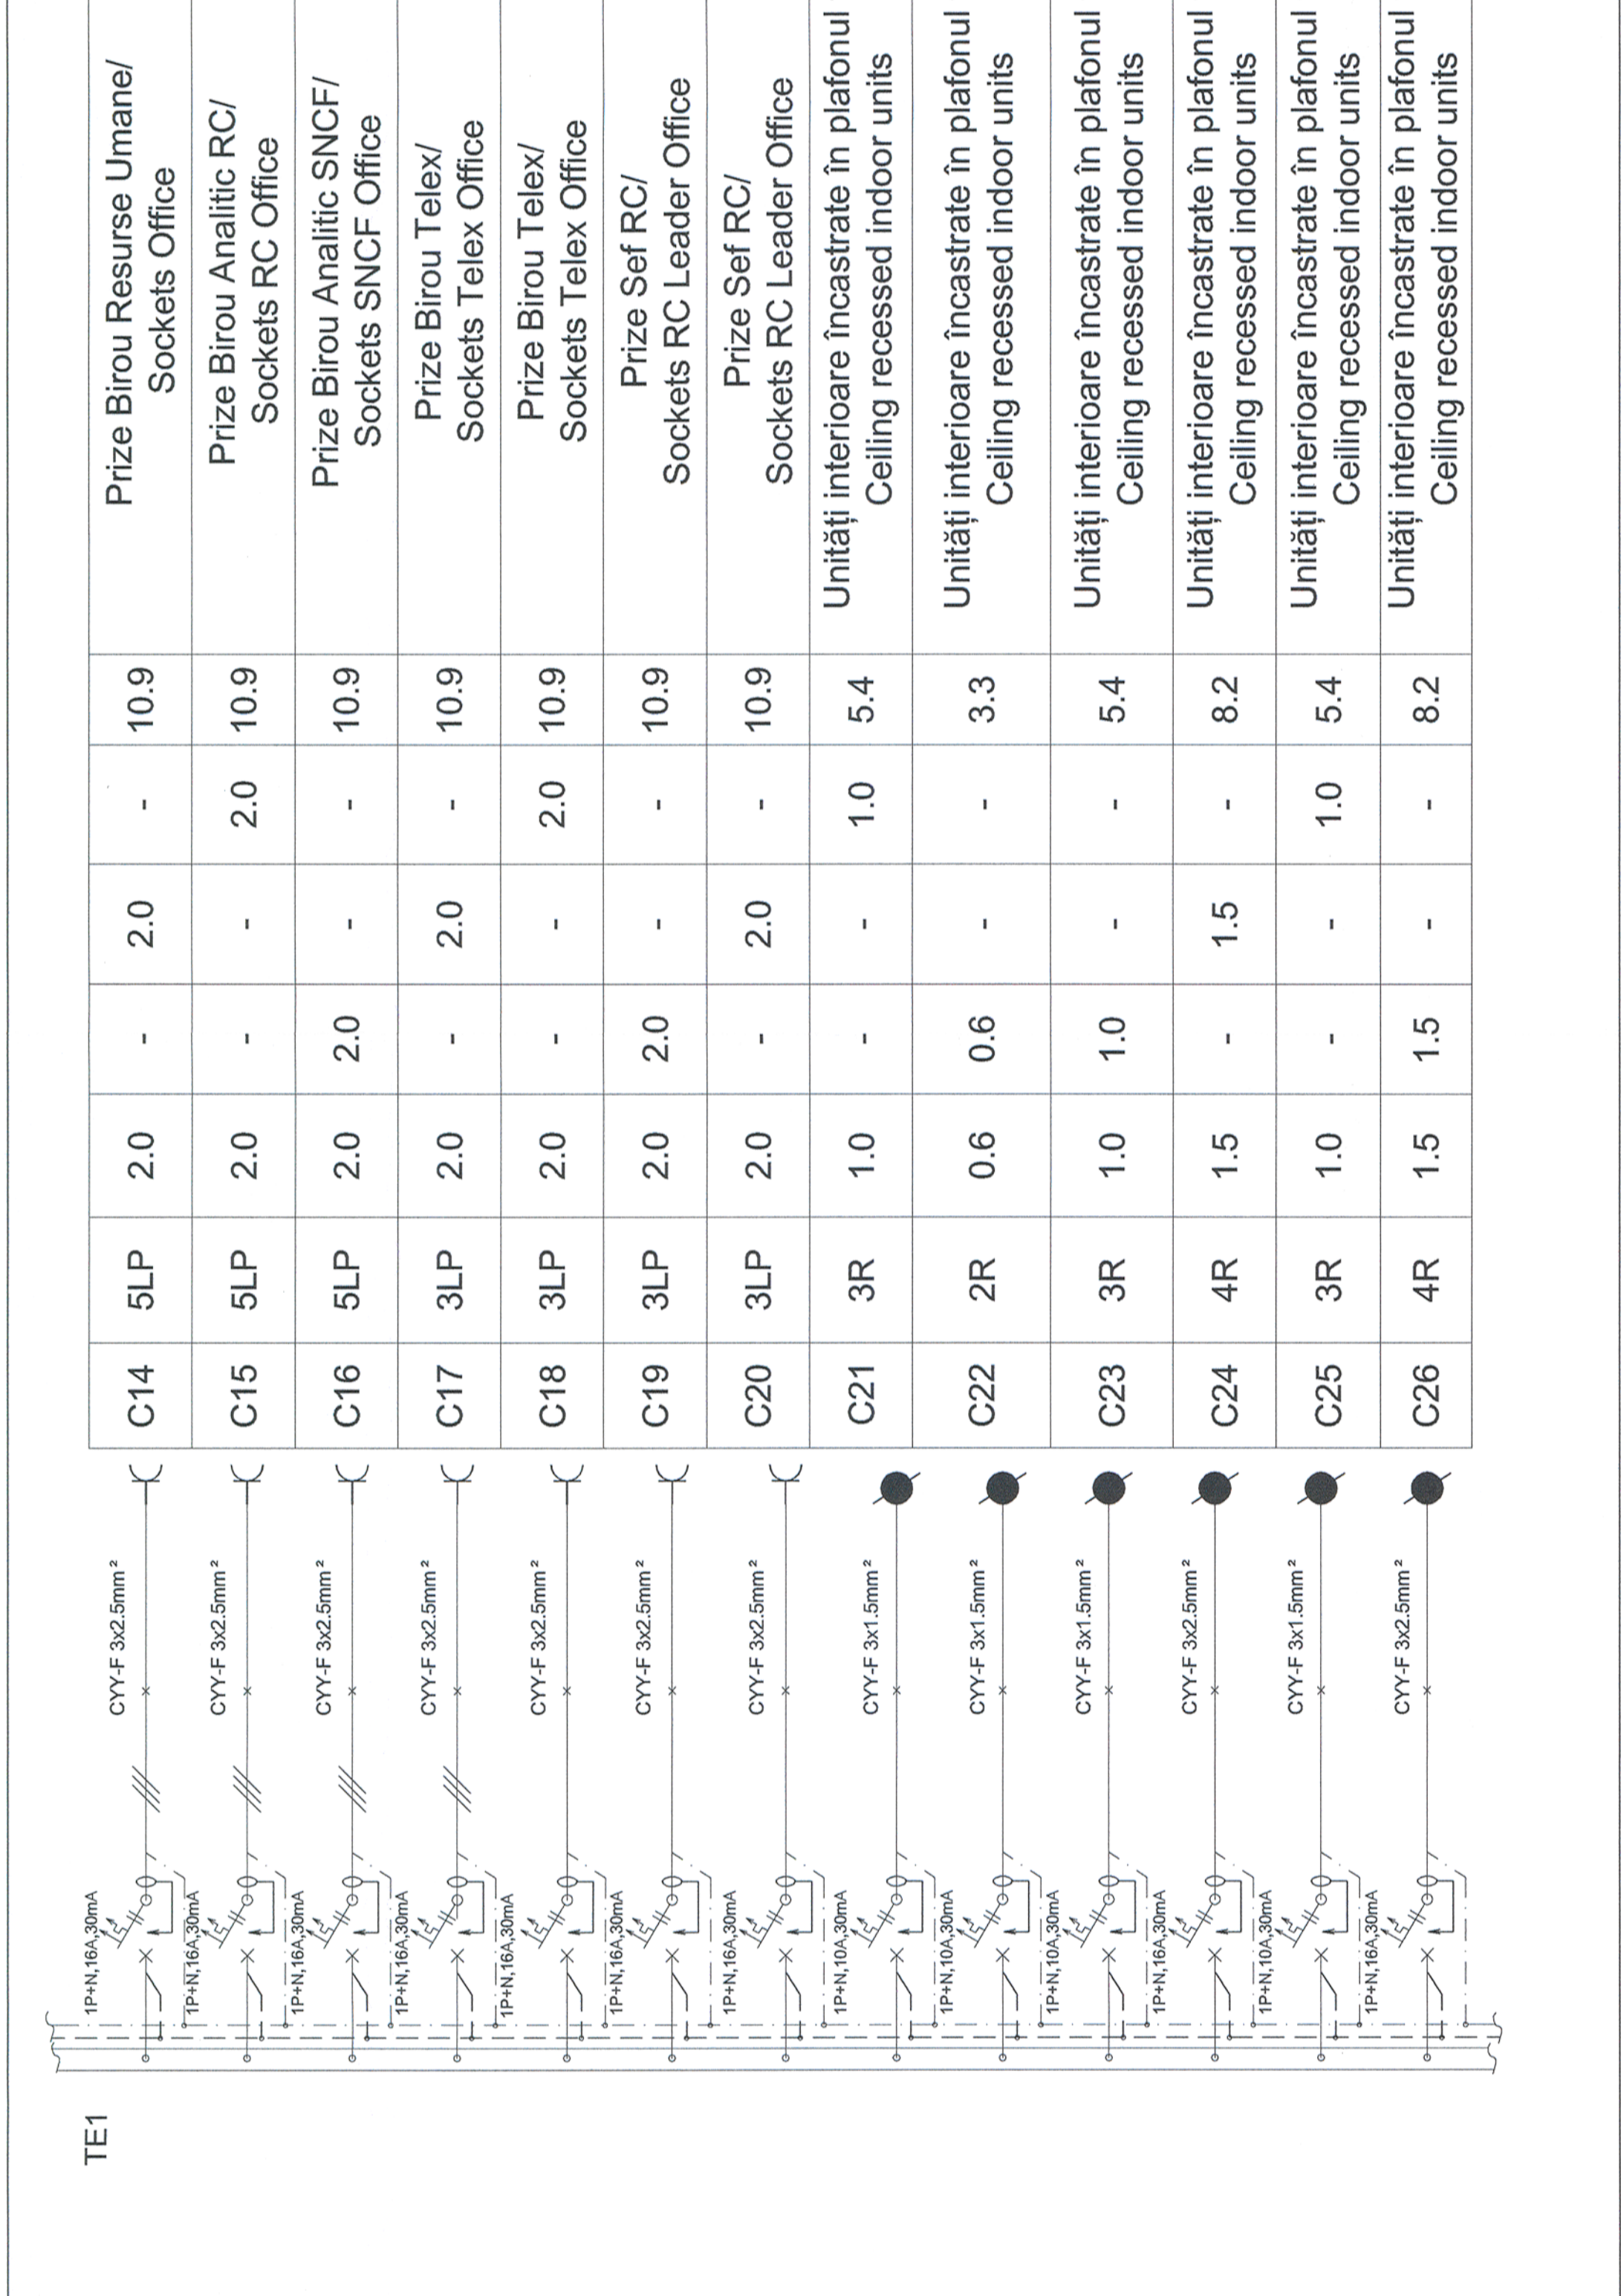 TE1
1P+N,16A,30mA
CYY-F 3x2.5mm²
C14
5LP
2.0
-
2.0
-
10.9
Prize Birou Resurse Umane/
Sockets Office
1P+N,16A,30mA
CYY-F 3x2.5mm²
C15
5LP
2.0
-
-
2.0
10.9
Prize Birou Analitic RC/
Sockets RC Office
1P+N,16A,30mA
CYY-F 3x2.5mm²
C16
5LP
2.0
2.0
-
-
10.9
Prize Birou Analitic SNCF/
Sockets SNCF Office
1P+N,16A,30mA
CYY-F 3x2.5mm²
C17
3LP
2.0
-
2.0
-
10.9
Prize Birou Telex/
Sockets Telex Office
1P+N,16A,30mA
CYY-F 3x2.5mm²
C18
3LP
2.0
-
-
2.0
10.9
Prize Birou Telex/
Sockets Telex Office
1P+N,16A,30mA
CYY-F 3x2.5mm²
C19
3LP
2.0
2.0
-
-
10.9
Prize Sef RC/
Sockets RC Leader Office
1P+N,16A,30mA
CYY-F 3x2.5mm²
C20
3LP
2.0
-
2.0
-
10.9
Prize Sef RC/
Sockets RC Leader Office
1P+N,10A,30mA
CYY-F 3x1.5mm²
C21
3R
1.0
-
-
1.0
5.4
Unități interioare încastrate în plafonul
Ceiling recessed indoor units
1P+N,10A,30mA
CYY-F 3x1.5mm²
C22
2R
0.6
0.6
-
-
3.3
Unități interioare încastrate în plafonul
Ceiling recessed indoor units
1P+N,10A,30mA
CYY-F 3x1.5mm²
C23
3R
1.0
1.0
-
-
5.4
Unități interioare încastrate în plafonul
Ceiling recessed indoor units
1P+N,16A,30mA
CYY-F 3x2.5mm²
C24
4R
1.5
-
1.5
-
8.2
Unități interioare încastrate în plafonul
Ceiling recessed indoor units
1P+N,10A,30mA
CYY-F 3x1.5mm²
C25
3R
1.0
-
-
1.0
5.4
Unități interioare încastrate în plafonul
Ceiling recessed indoor units
1P+N,16A,30mA
CYY-F 3x2.5mm²
C26
4R
1.5
1.5
-
-
8.2
Unități interioare încastrate în plafonul
Ceiling recessed indoor units